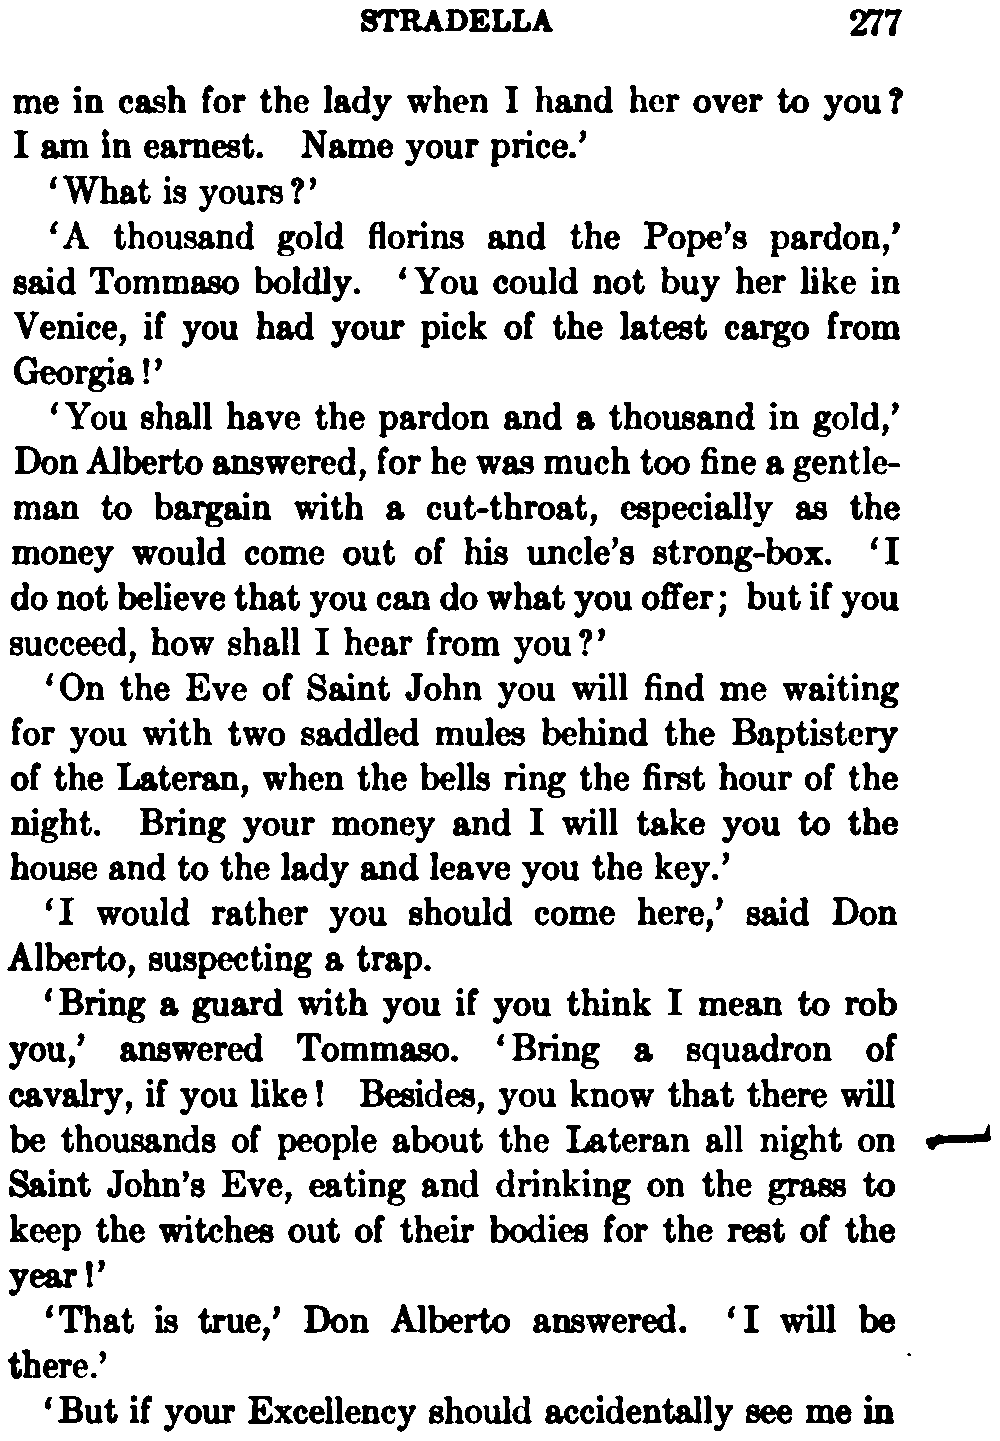 STRADELLA 277
me in cash for the lady when I hand her over to you?
I am in earnest. Name your price.'
'What is yours?'
'A thousand gold florins and the Pope's pardon,'
said Tommaso boldly. 'You could not buy her like in
Venice, if you had your pick of the latest cargo from
Georgia!'
'You shall have the pardon and a thousand in gold,'
Don Alberto answered, for he was much too fine a gentle-
man to bargain with a cut-throat, especially as the
money would come out of his uncle's strong-box. 'I
do not believe that you can do what you offer; but if you
succeed, how shall I hear from you?'
'On the Eve of Saint John you will find me waiting
for you with two saddled mules behind the Baptistery
of the Lateran, when the bells ring the first hour of the
night. Bring your money and I will take you to the
house and to the lady and leave you the key.'
'I would rather you should come here,' said Don
Alberto, suspecting a trap.
'Bring a guard with you if you think I mean to rob
you,' answered Tommaso. 'Bring a squadron of
cavalry, if you like! Besides, you know that there will
be thousands of people about the Lateran all night on
Saint John's Eve, eating and drinking on the grass to
keep the witches out of their bodies for the rest of the
year!'
'That is true,' Don Alberto answered. 'I will be
there.'
'But if your Excellency should accidentally see me in